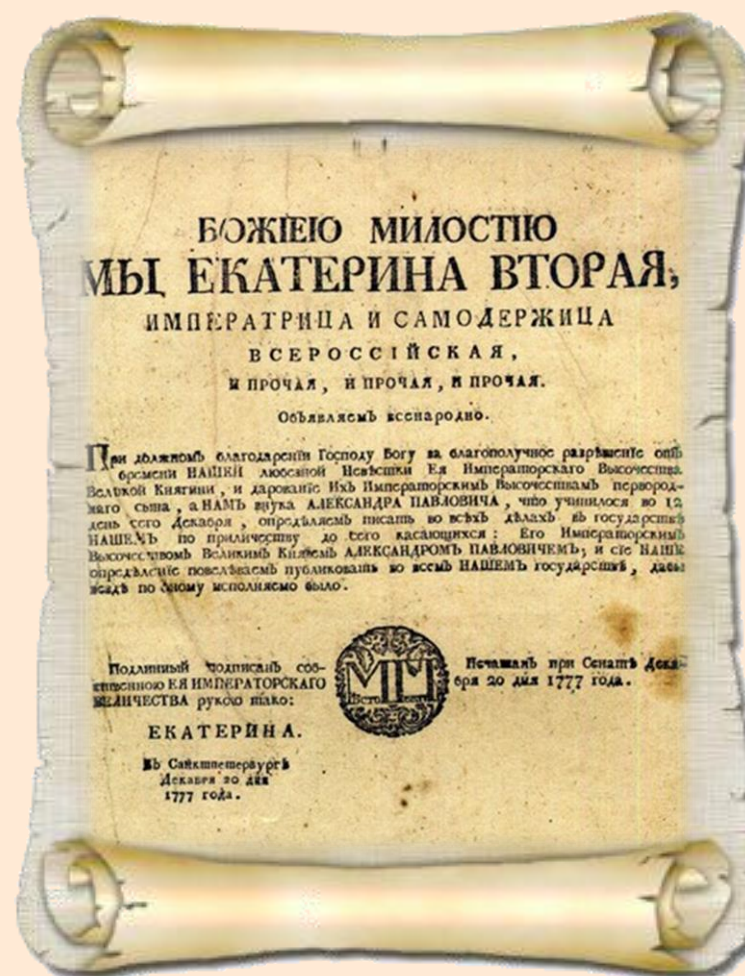 БОЖІЕЮ МИЛОСТІЮ
МЫ ЕКАТЕРИНА ВТОРАЯ,
ИМПЕРАТРИЦА И САМОДЕРЖИЦА
ВСЕРОССІЙСКАЯ,
И ПРОЧАЯ, И ПРОЧАЯ, И ПРОЧАЯ.
Объявляемъ всенародно.
При должномъ благодареніи Господу Богу за благополучное разрѣшеніе отъ
бремени НАШЕЙ любезной Невѣстки Ея Императорскаго Высочества
Великой Княгини, и дарованіе Ихъ Императорскимъ Высочествамъ первород-
наго сына, а НАМЪ внука АЛЕКСАНДРА ПАВЛОВИЧА, что учинилося во 12
день сего Декабря, опредѣляемъ писать во всѣхъ дѣлахъ въ государствѣ
НАШЕМЪ по приличеству до сего касающихся: Его Императорскимъ
Высочествомъ Великимъ Княземъ АЛЕКСАНДРОМЪ ПАВЛОВИЧЕМЪ; и сіе НАШЕ
опредѣленіе повелѣваемъ публиковать во всемъ НАШЕМЪ государствѣ, дабы
вездѣ по оному исполняемо было.
Подлинный подписанъ соб-
ственною ЕЯ ИМПЕРАТОРСКАГО
ВЕЛИЧЕСТВА рукою тако:
ЕКАТЕРИНА.
Въ Санктпетербургѣ
Декабря 20 дня
1777 года.
Печатанъ при Сенатѣ Дека-
бря 20 дня 1777 года.